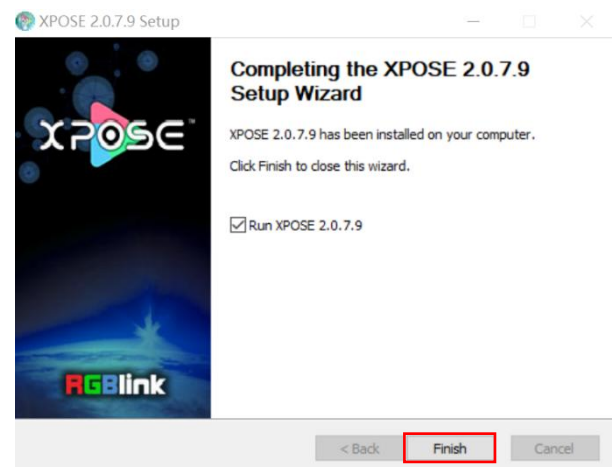 XPOSE 2.0.7.9 Setup
XPOSE™
RGBlink
Completing the XPOSE 2.0.7.9
Setup Wizard
XPOSE 2.0.7.9 has been installed on your computer.
Click Finish to close this wizard.
Run XPOSE 2.0.7.9
< Back
Finish
Cancel